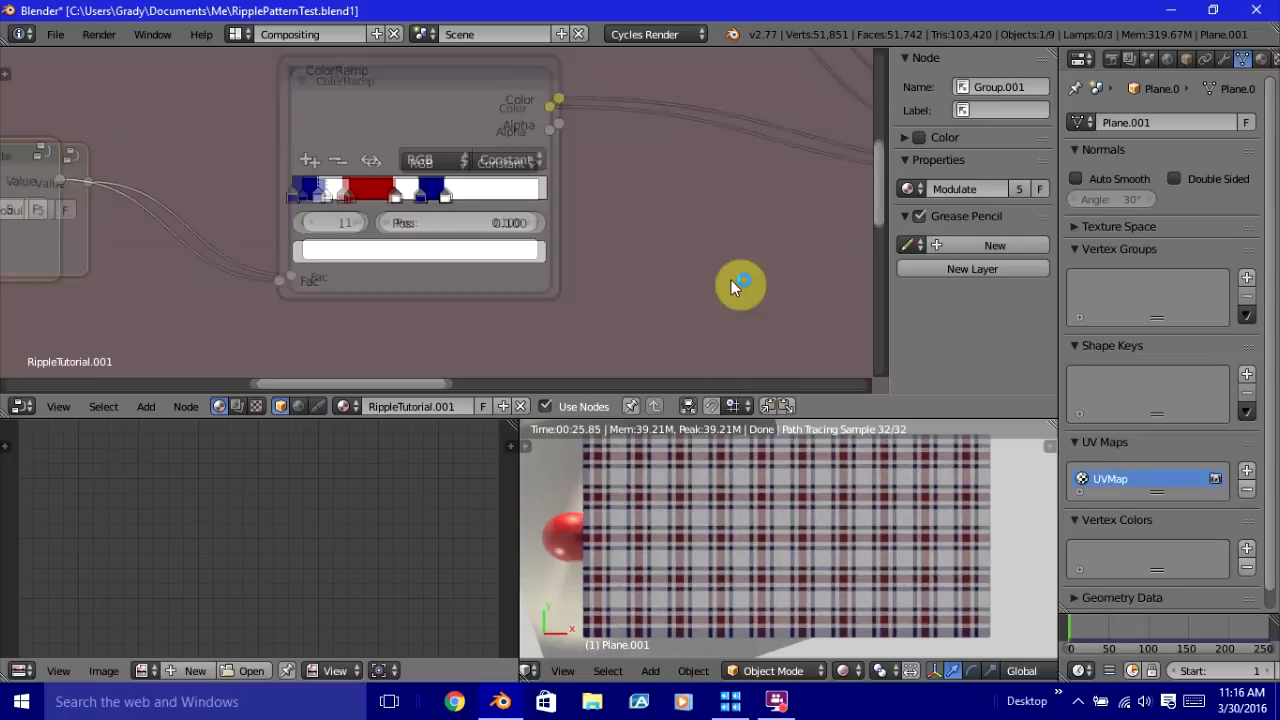 Blender* [C:\Users\Grady\Documents\Me\RipplePatternTest.blend1]
File Render Window Help Compositing Scene Cycles Render v2.77 | Verts:51,851 | Faces:51,742 | Tris:103,420 | Objects:1/9 | Lamps:0/3 | Mem:319.67M | Plane.001
ColorRamp
Color
Alpha
RGB Constant
11 Pos: 0.100
Fac
Value
F
RippleTutorial.001
Node
Name: Group.001
Label:
Color
Properties
Modulate 5 F
Grease Pencil
New
New Layer
Plane.0 Plane.0
Plane.001 F
Normals
Auto Smooth Double Sided
Angle: 30°
Texture Space
Vertex Groups
Shape Keys
UV Maps
UVMap
Vertex Colors
Geometry Data
View Select Add Node RippleTutorial.001 F Use Nodes
Time:00:25.85 | Mem:39.21M, Peak:39.21M | Done | Path Tracing Sample 32/32
y
x
(1) Plane.001
View Image New Open View
View Select Add Object Object Mode Global
0 50 100 150 200 250
Start: 1
Search the web and Windows
Desktop
11:16 AM
3/30/2016